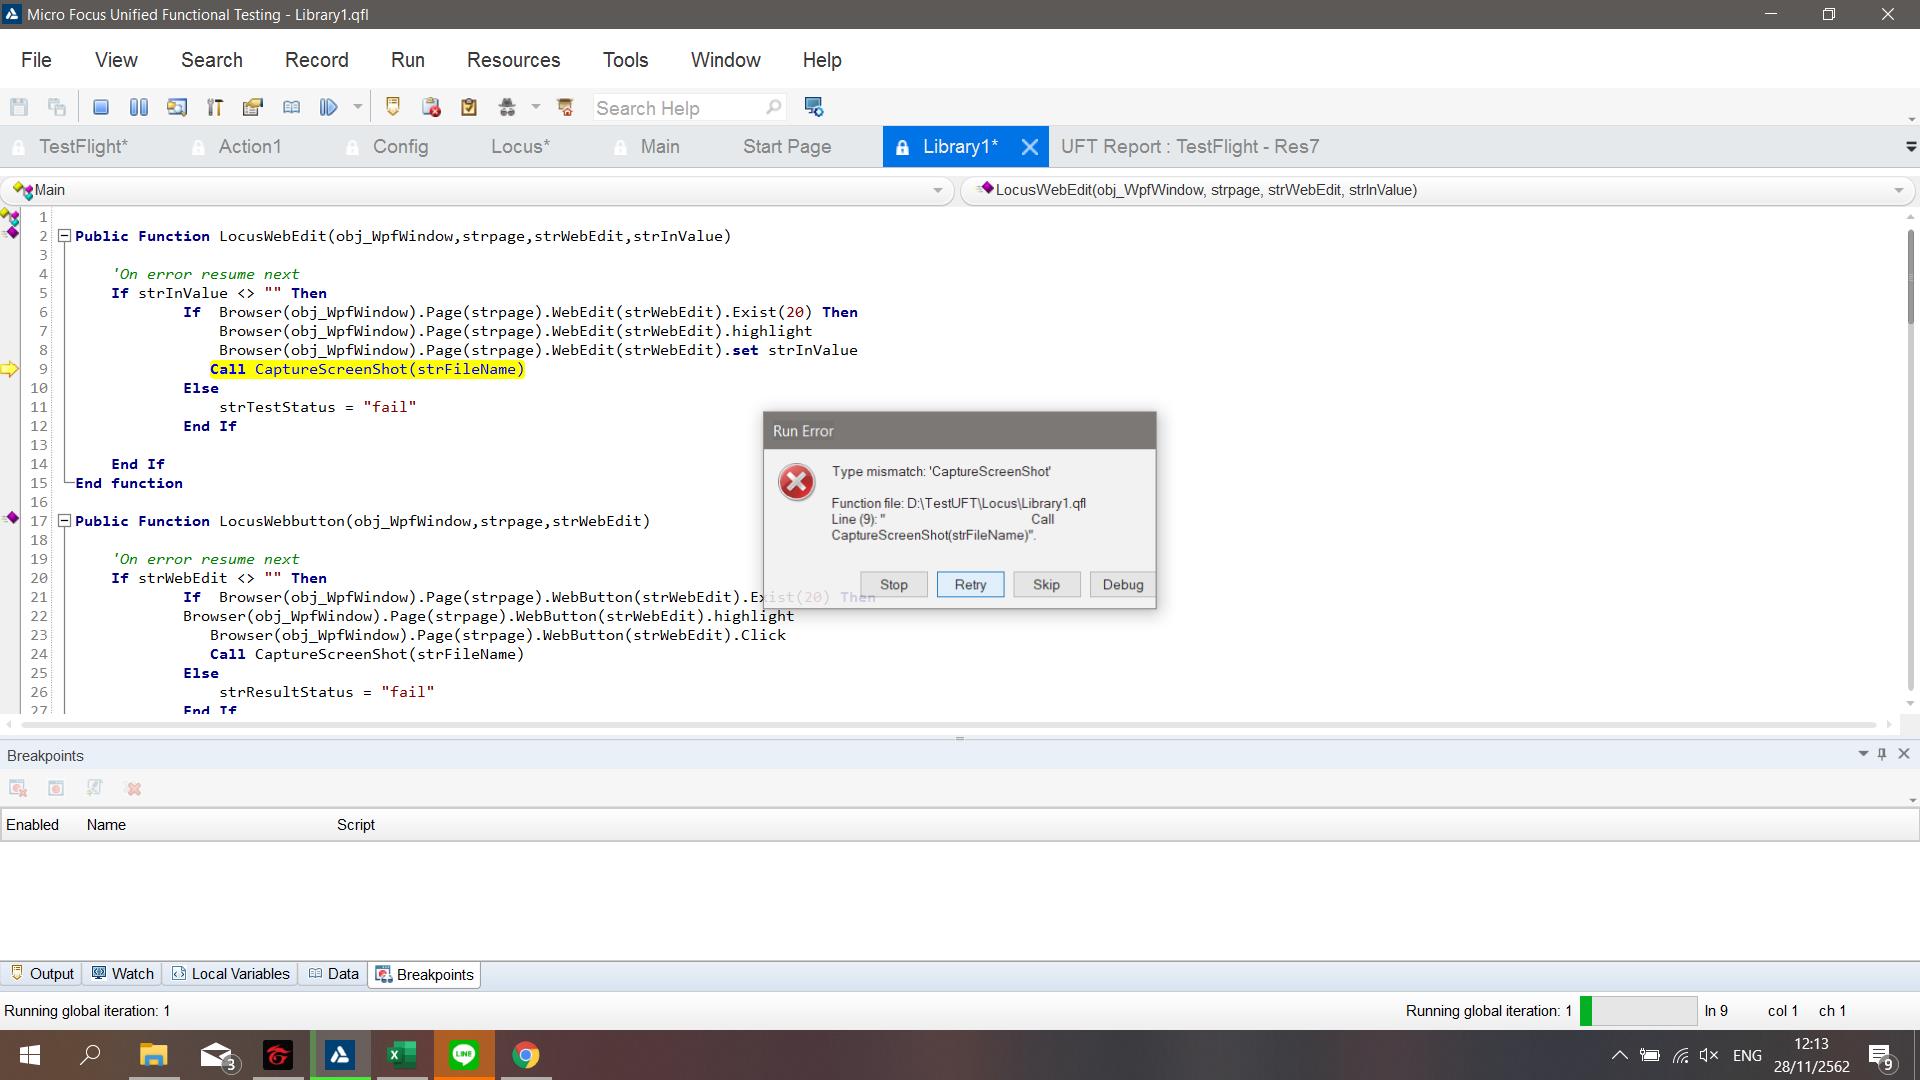 Micro Focus Unified Functional Testing - Library1.qfl
File View Search Record Run Resources Tools Window Help
Search Help
TestFlight* Action1 Config Locus* Main Start Page Library1* UFT Report : TestFlight - Res7
Main LocusWebEdit(obj_WpfWindow, strpage, strWebEdit, strInValue)
1
2 Public Function LocusWebEdit(obj_WpfWindow,strpage,strWebEdit,strInValue)
3
4 'On error resume next
5 If strInValue <> "" Then
6 If Browser(obj_WpfWindow).Page(strpage).WebEdit(strWebEdit).Exist(20) Then
7 Browser(obj_WpfWindow).Page(strpage).WebEdit(strWebEdit).highlight
8 Browser(obj_WpfWindow).Page(strpage).WebEdit(strWebEdit).set strInValue
9 Call CaptureScreenShot(strFileName)
10 Else
11 strTestStatus = "fail"
12 End If
13
14 End If
15 End function
16
17 Public Function LocusWebbutton(obj_WpfWindow,strpage,strWebEdit)
18
19 'On error resume next
20 If strWebEdit <> "" Then
21 If Browser(obj_WpfWindow).Page(strpage).WebButton(strWebEdit).Exist(20) Then
22 Browser(obj_WpfWindow).Page(strpage).WebButton(strWebEdit).highlight
23 Browser(obj_WpfWindow).Page(strpage).WebButton(strWebEdit).Click
24 Call CaptureScreenShot(strFileName)
25 Else
26 strResultStatus = "fail"
27 End If
Run Error
Type mismatch: 'CaptureScreenShot'
Function file: D:\TestUFT\Locus\Library1.qfl
Line (9): " Call
CaptureScreenShot(strFileName)".
Stop Retry Skip Debug
Breakpoints
Enabled Name Script
Output Watch Local Variables Data Breakpoints
Running global iteration: 1 Running global iteration: 1 ln 9 col 1 ch 1
3 LINE ENG 12:13
28/11/2562 9